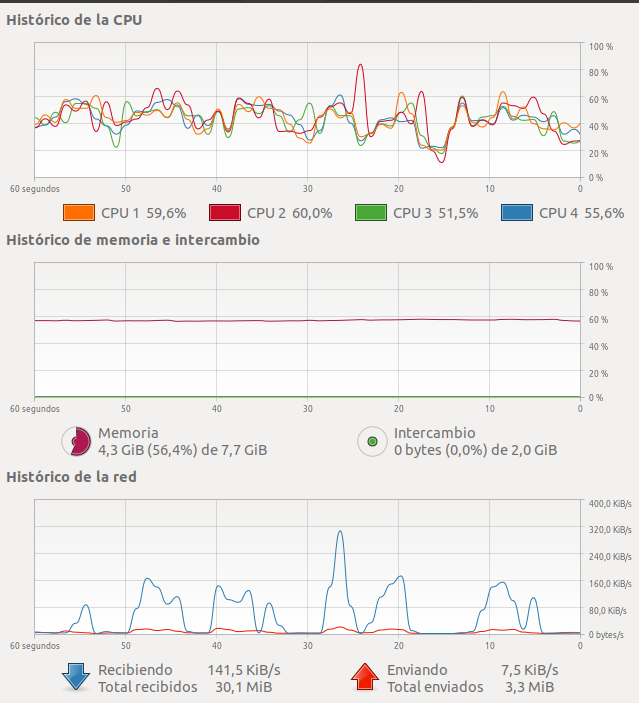 Histórico de la CPU
100 %
80 %
60 %
40 %
20 %
0 %
60 segundos 50 40 30 20 10 0
CPU 1 59,6% CPU 2 60,0% CPU 3 51,5% CPU 4 55,6%
Histórico de memoria e intercambio
100 %
80 %
60 %
40 %
20 %
0 %
60 segundos 50 40 30 20 10 0
Memoria
4,3 GiB (56,4%) de 7,7 GiB
Intercambio
0 bytes (0,0%) de 2,0 GiB
Histórico de la red
400,0 KiB/s
320,0 KiB/s
240,0 KiB/s
160,0 KiB/s
80,0 KiB/s
0 bytes/s
60 segundos 50 40 30 20 10 0
Recibiendo 141,5 KiB/s
Total recibidos 30,1 MiB
Enviando 7,5 KiB/s
Total enviados 3,3 MiB